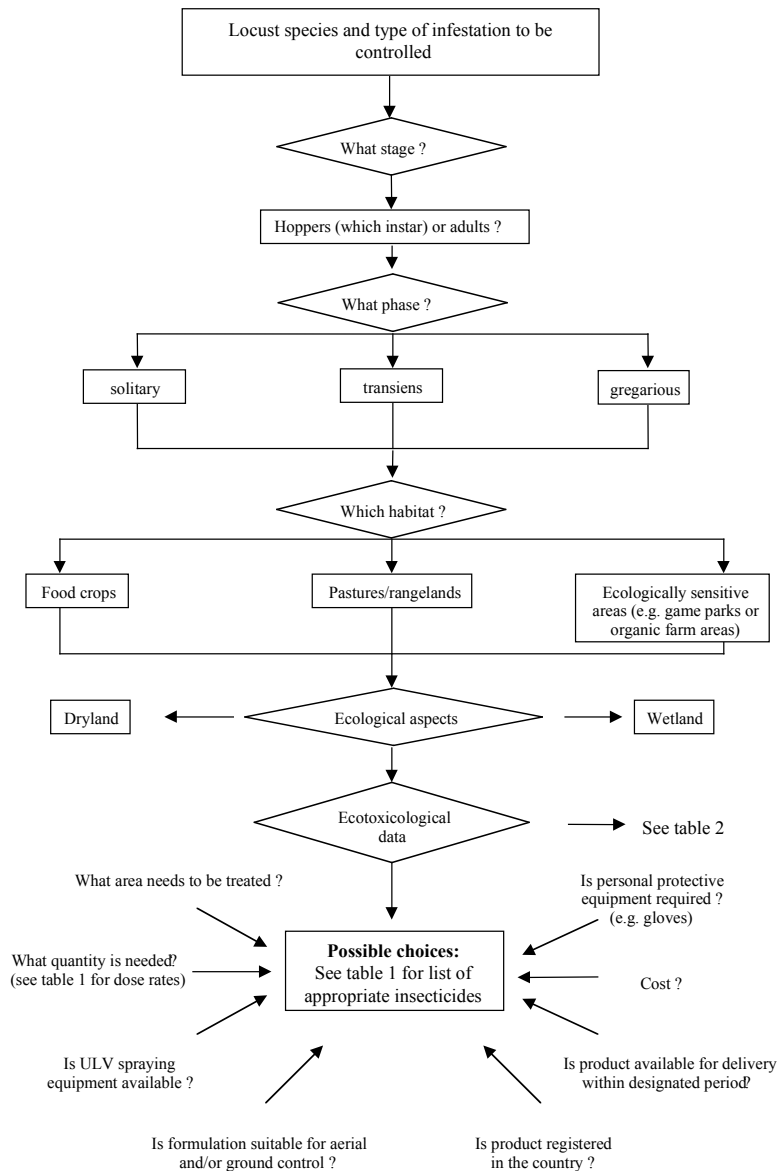 Locust species and type of infestation to be
controlled
What stage ?
Hoppers (which instar) or adults ?
What phase ?
solitary
transiens
gregarious
Which habitat ?
Food crops
Pastures/rangelands
Ecologically sensitive
areas (e.g. game parks or
organic farm areas)
Dryland
Ecological aspects
Wetland
Ecotoxicological
data
See table 2
What area needs to be treated ?
Is personal protective
equipment required ?
(e.g. gloves)
What quantity is needed?
(see table 1 for dose rates)
Possible choices:
See table 1 for list of
appropriate insecticides
Cost ?
Is ULV spraying
equipment available ?
Is product available for delivery
within designated period?
Is formulation suitable for aerial
and/or ground control ?
Is product registered
in the country ?